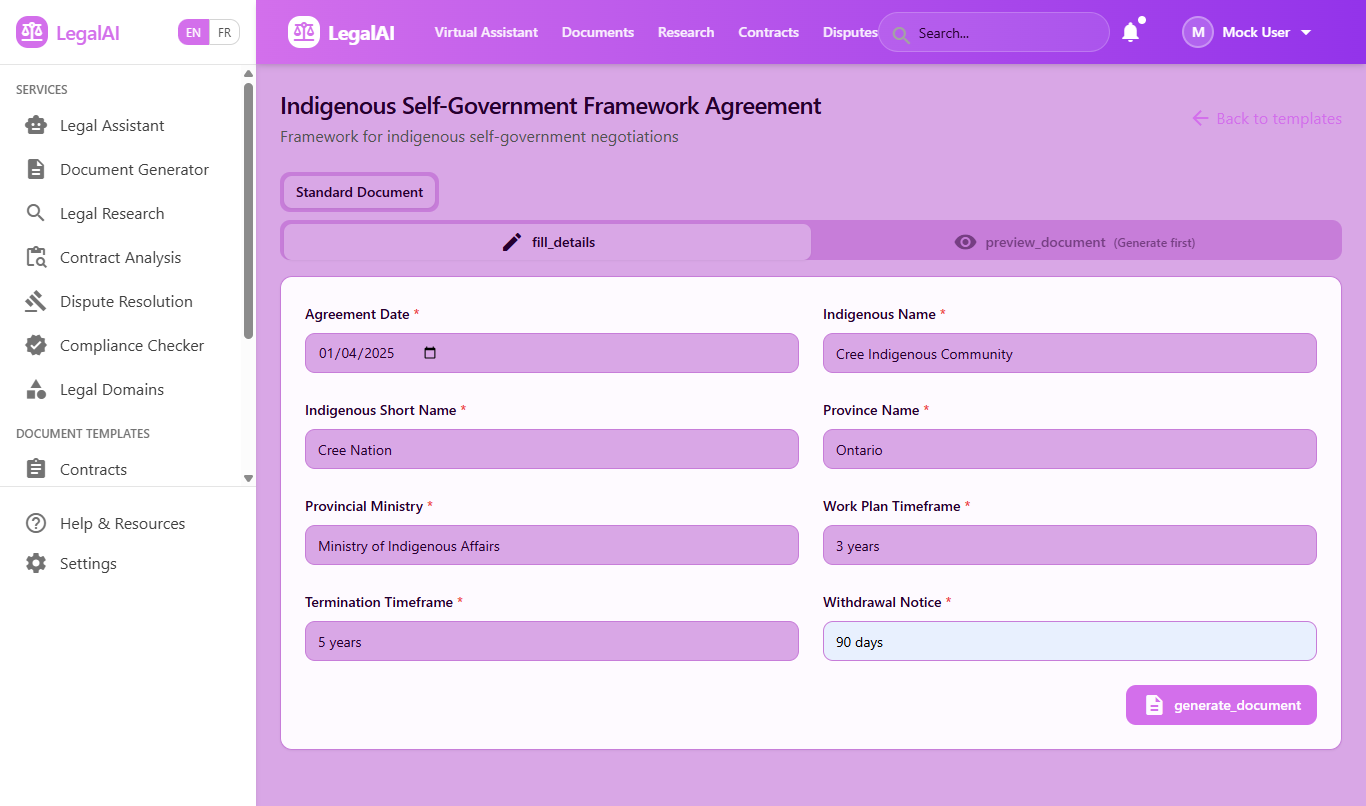 LegalAI
EN FR
LegalAI
Virtual Assistant
Documents
Research
Contracts
Disputes
Search...
M
Mock User
SERVICES
Legal Assistant
Document Generator
Legal Research
Contract Analysis
Dispute Resolution
Compliance Checker
Legal Domains
DOCUMENT TEMPLATES
Contracts
Help & Resources
Settings
Indigenous Self-Government Framework Agreement
Framework for indigenous self-government negotiations
Back to templates
Standard Document
fill_details
preview_document (Generate first)
Agreement Date *
01/04/2025
Indigenous Name *
Cree Indigenous Community
Indigenous Short Name *
Cree Nation
Province Name *
Ontario
Provincial Ministry *
Ministry of Indigenous Affairs
Work Plan Timeframe *
3 years
Termination Timeframe *
5 years
Withdrawal Notice *
90 days
generate_document